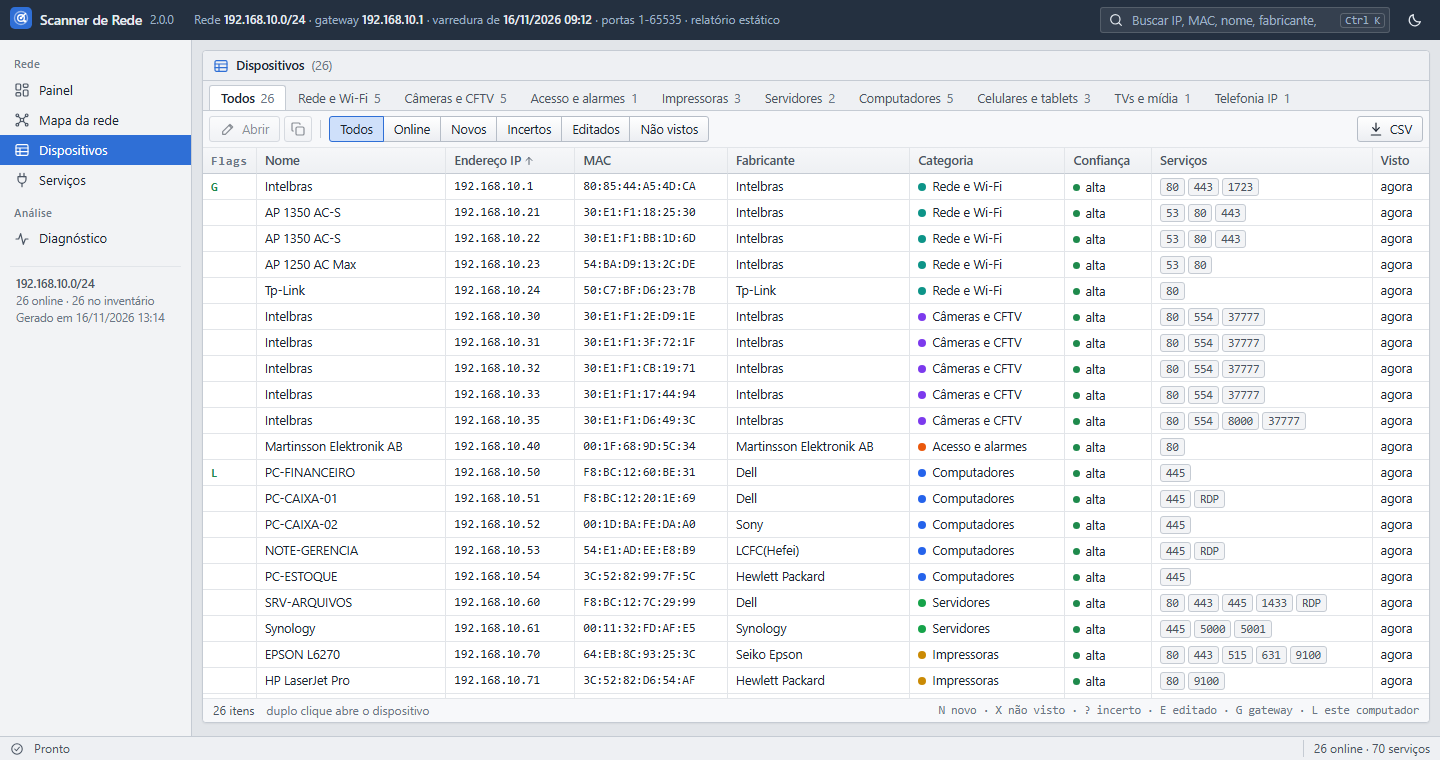 Scanner de Rede 2.0.0 Rede 192.168.10.0/24 · gateway 192.168.10.1 · varredura de 16/11/2026 09:12 · portas 1-65535 · relatório estático Buscar IP, MAC, nome, fabricante, Ctrl K
Rede
Painel
Mapa da rede
Dispositivos
Serviços
Análise
Diagnóstico
192.168.10.0/24
26 online · 26 no inventário
Gerado em 16/11/2026 13:14
Dispositivos (26)
Todos 26 Rede e Wi-Fi 5 Câmeras e CFTV 5 Acesso e alarmes 1 Impressoras 3 Servidores 2 Computadores 5 Celulares e tablets 3 TVs e mídia 1 Telefonia IP 1
Abrir Todos Online Novos Incertos Editados Não vistos CSV
Flags Nome Endereço IP ↑ MAC Fabricante Categoria Confiança Serviços Visto
G Intelbras 192.168.10.1 80:85:44:A5:4D:CA Intelbras Rede e Wi-Fi alta 80 443 1723 agora
AP 1350 AC-S 192.168.10.21 30:E1:F1:18:25:30 Intelbras Rede e Wi-Fi alta 53 80 443 agora
AP 1350 AC-S 192.168.10.22 30:E1:F1:BB:1D:6D Intelbras Rede e Wi-Fi alta 53 80 443 agora
AP 1250 AC Max 192.168.10.23 54:BA:D9:13:2C:DE Intelbras Rede e Wi-Fi alta 53 80 agora
Tp-Link 192.168.10.24 50:C7:BF:D6:23:7B Tp-Link Rede e Wi-Fi alta 80 agora
Intelbras 192.168.10.30 30:E1:F1:2E:D9:1E Intelbras Câmeras e CFTV alta 80 554 37777 agora
Intelbras 192.168.10.31 30:E1:F1:3F:72:1F Intelbras Câmeras e CFTV alta 80 554 37777 agora
Intelbras 192.168.10.32 30:E1:F1:CB:19:71 Intelbras Câmeras e CFTV alta 80 554 37777 agora
Intelbras 192.168.10.33 30:E1:F1:17:44:94 Intelbras Câmeras e CFTV alta 80 554 37777 agora
Intelbras 192.168.10.35 30:E1:F1:D6:49:3C Intelbras Câmeras e CFTV alta 80 554 8000 37777 agora
Martinsson Elektronik AB 192.168.10.40 00:1F:68:9D:5C:34 Martinsson Elektronik AB Acesso e alarmes alta 80 agora
L PC-FINANCEIRO 192.168.10.50 F8:BC:12:60:BE:31 Dell Computadores alta 445 agora
PC-CAIXA-01 192.168.10.51 F8:BC:12:20:1E:69 Dell Computadores alta 445 RDP agora
PC-CAIXA-02 192.168.10.52 00:1D:BA:FE:DA:A0 Sony Computadores alta 445 agora
NOTE-GERENCIA 192.168.10.53 54:E1:AD:EE:E8:B9 LCFC(Hefei) Computadores alta 445 RDP agora
PC-ESTOQUE 192.168.10.54 3C:52:82:99:7F:5C Hewlett Packard Computadores alta 445 agora
SRV-ARQUIVOS 192.168.10.60 F8:BC:12:7C:29:99 Dell Servidores alta 80 443 445 1433 RDP agora
Synology 192.168.10.61 00:11:32:FD:AF:E5 Synology Servidores alta 445 5000 5001 agora
EPSON L6270 192.168.10.70 64:EB:8C:93:25:3C Seiko Epson Impressoras alta 80 443 515 631 9100 agora
HP LaserJet Pro 192.168.10.71 3C:52:82:D6:54:AF Hewlett Packard Impressoras alta 80 9100 agora
26 itens duplo clique abre o dispositivo N novo · X não visto · ? incerto · E editado · G gateway · L este computador
Pronto 26 online · 70 serviços